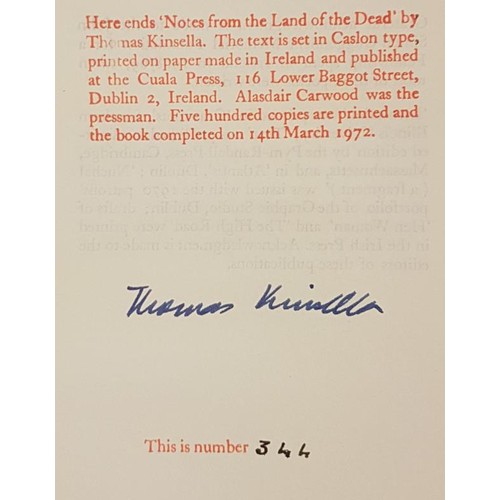 Here ends ‘Notes from the Land of the Dead’ by
Thomas Kinsella. The text is set in Caslon type,
printed on paper made in Ireland and published
at the Cuala Press, 116 Lower Baggot Street,
Dublin 2, Ireland. Alasdair Carwood was the
pressman. Five hundred copies are printed and
the book completed on 14th March 1972.
Thomas Kinsella
This is number 344